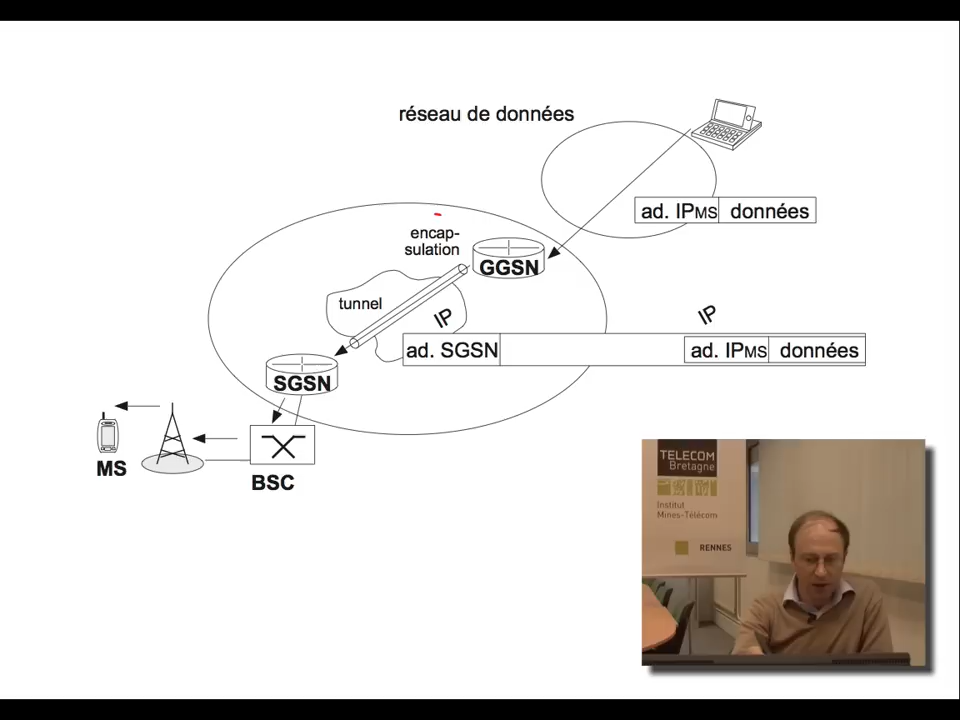 réseau de données
ad. IPMS données
encap-
sulation
GGSN
tunnel
IP
IP
ad. SGSN
ad. IPMS données
SGSN
MS
BSC
TELECOM
Bretagne
Institut
Mines-Télécom
RENNES